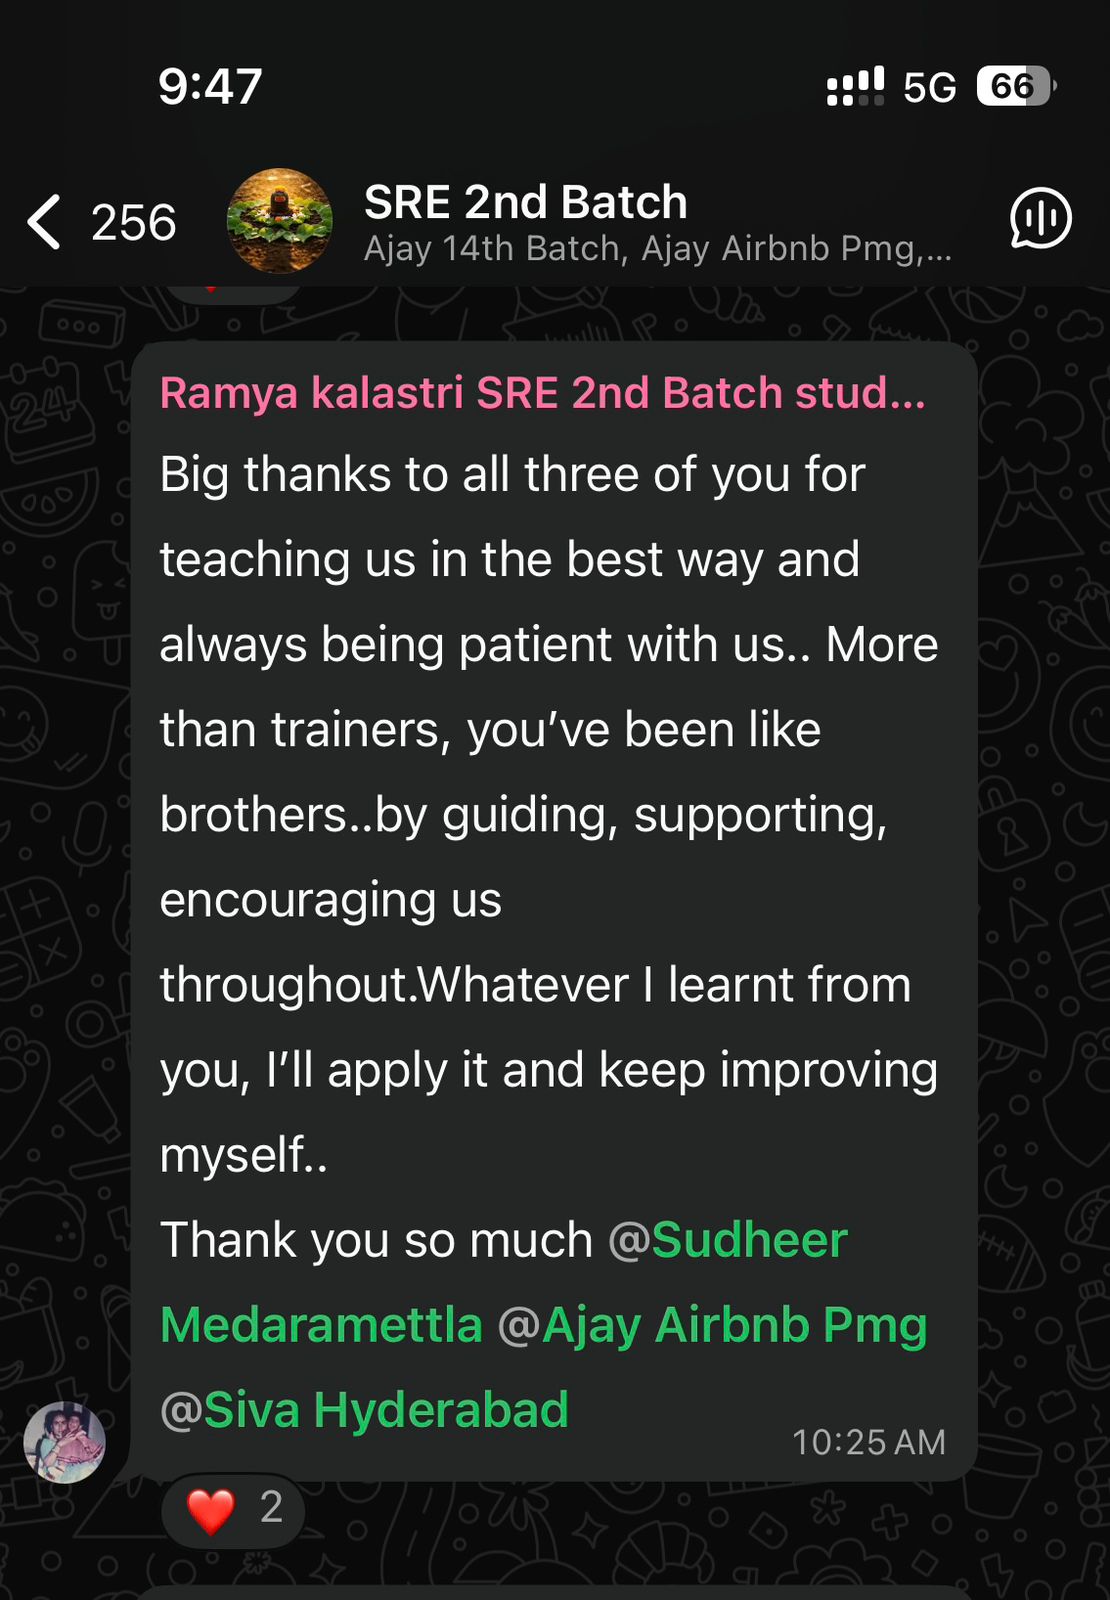 9:47
5G
66
256
SRE 2nd Batch
Ajay 14th Batch, Ajay Airbnb Pmg,...
Ramya kalastri SRE 2nd Batch stud...
Big thanks to all three of you for
teaching us in the best way and
always being patient with us.. More
than trainers, you’ve been like
brothers..by guiding, supporting,
encouraging us
throughout.Whatever I learnt from
you, I’ll apply it and keep improving
myself..
Thank you so much @Sudheer
Medaramettla @Ajay Airbnb Pmg
@Siva Hyderabad
10:25 AM
❤️ 2
24